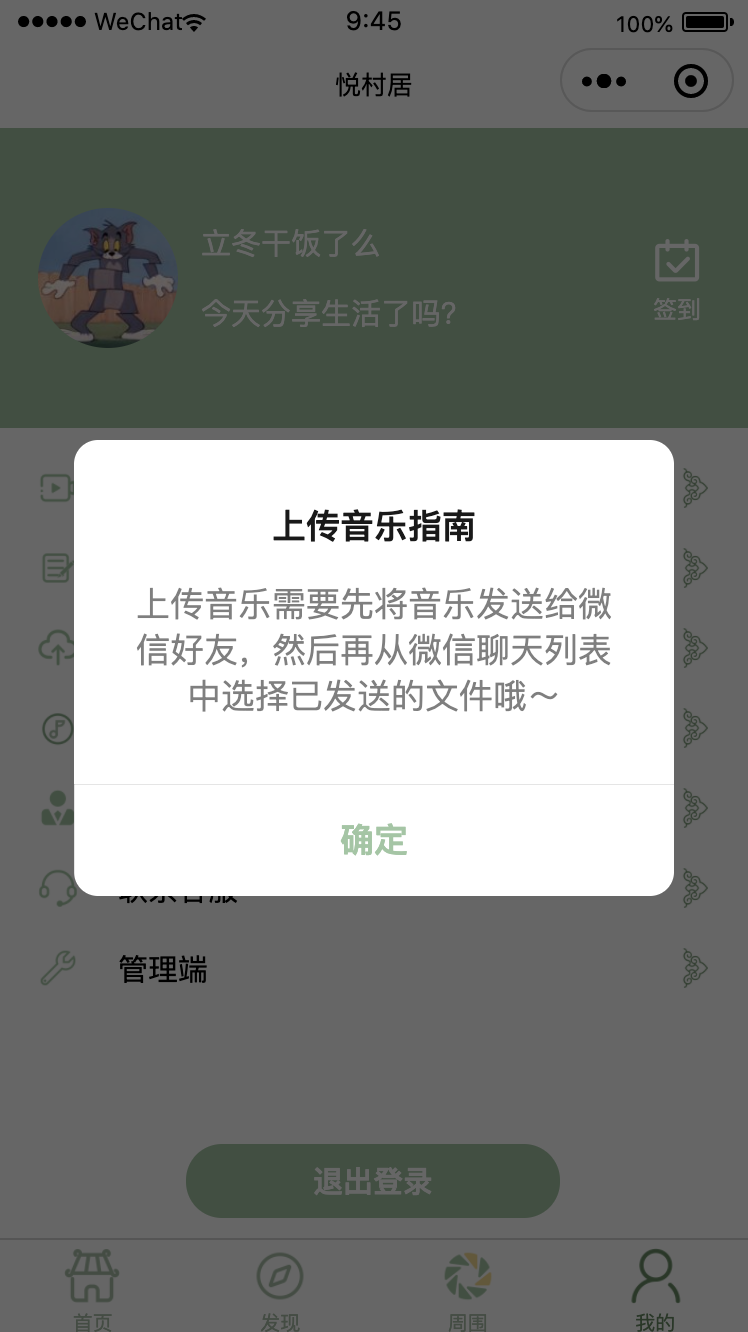 WeChat
9:45
100%
悦村居
立冬干饭了么
今天分享生活了吗?
签到
上传音乐指南
上传音乐需要先将音乐发送给微
信好友，然后再从微信聊天列表
中选择已发送的文件哦～
确定
联系客服
管理端
退出登录
首页
发现
周围
我的